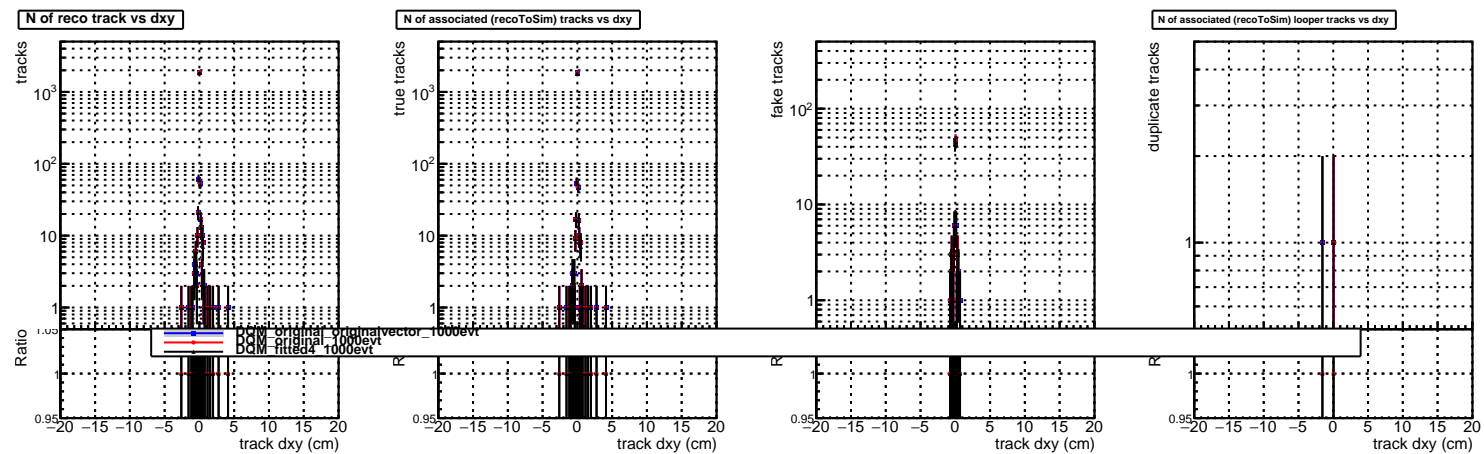 N of reco track vs dxy
tracks
10³
10²
10
1
1.05
Ratio
1
0.95
−20 −15 −10 −5 0 5 10 15 20
track dxy (cm)
N of associated (recoToSim) tracks vs dxy
true tracks
10³
10²
10
1
1
0.95
−20 −15 −10 −5 0 5 10 15 20
track dxy (cm)
fake tracks
10²
10
1
1
0.95
−20 −15 −10 −5 0 5 10 15 20
track dxy (cm)
N of associated (recoToSim) looper tracks vs dxy
duplicate tracks
1
1
0.95
−20 −15 −10 −5 0 5 10 15 20
track dxy (cm)
DQM_original_originalvector_1000evt
DQM_original_1000evt
DQM_fitted4_1000evt